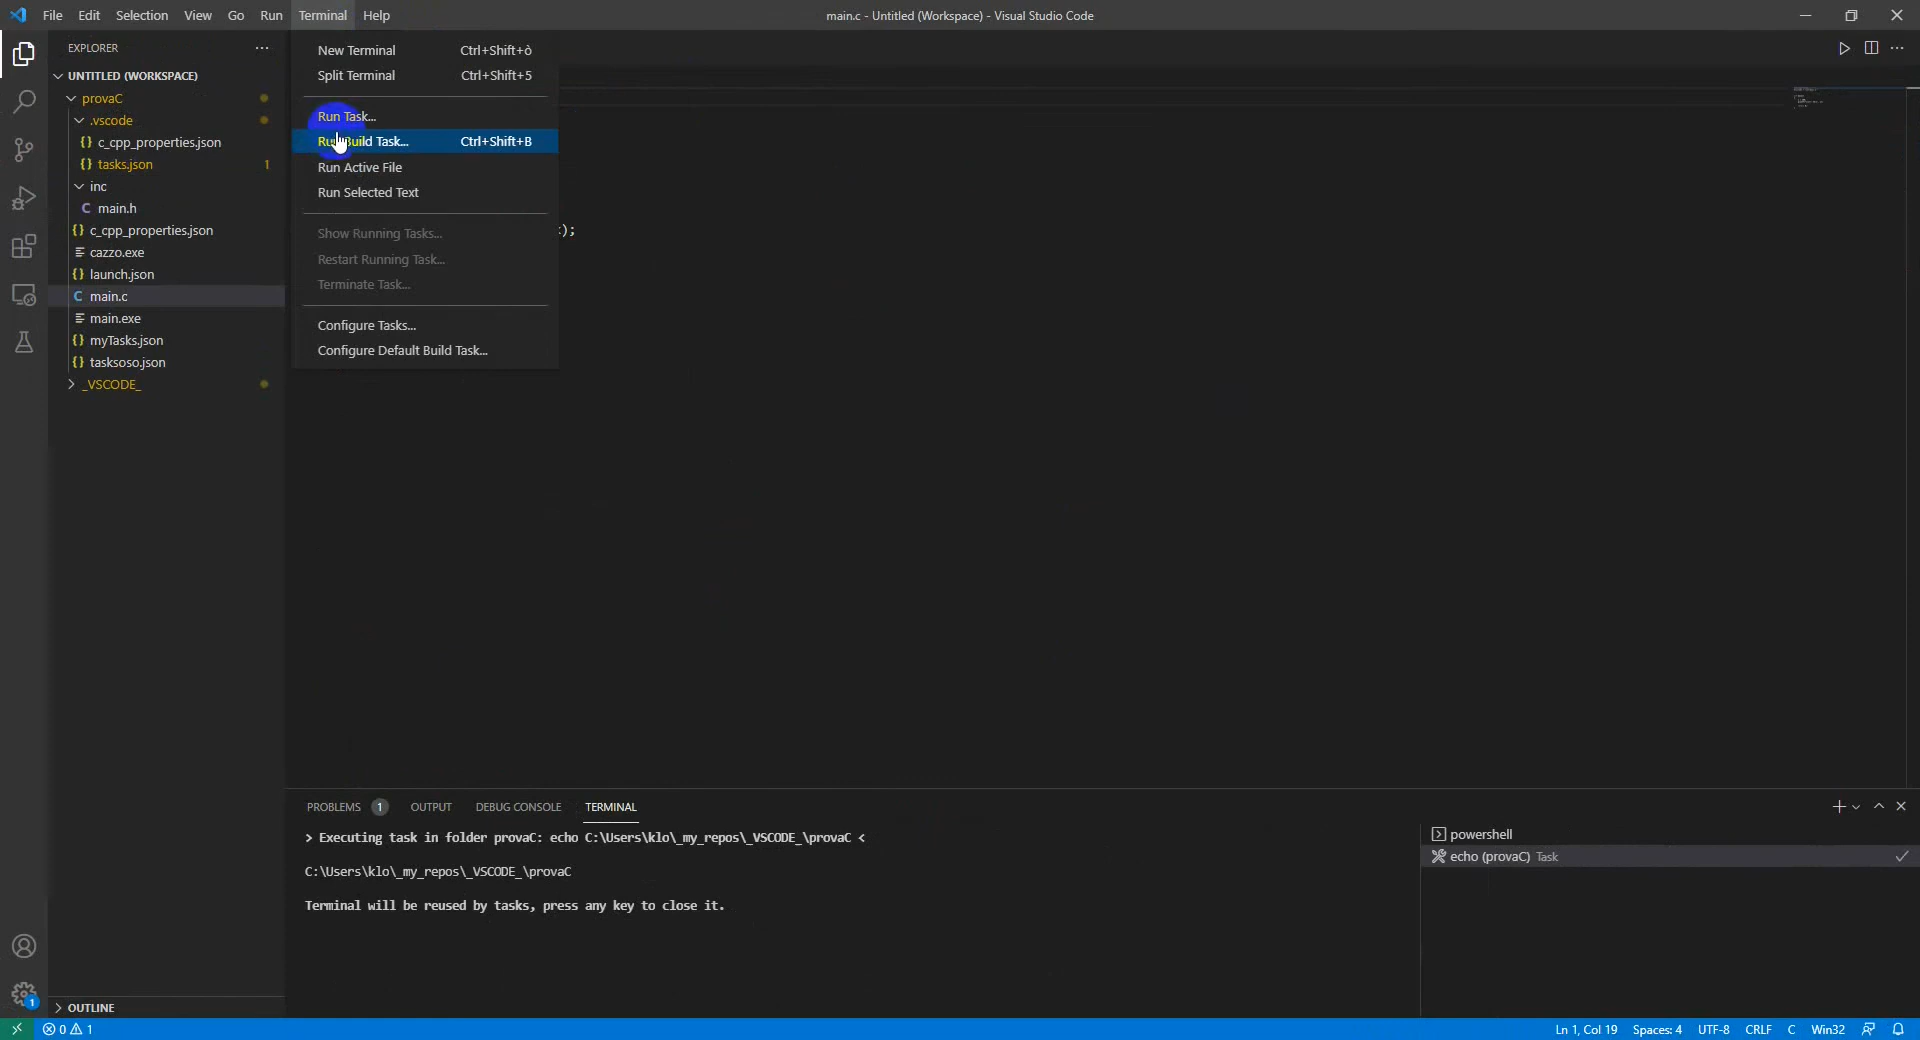 File Edit Selection View Go Run Terminal Help
main.c - Untitled (Workspace) - Visual Studio Code
EXPLORER
UNTITLED (WORKSPACE)
provaC
.vscode
{} c_cpp_properties.json
{} tasks.json 1
inc
C main.h
{} c_cpp_properties.json
cazzo.exe
{} launch.json
C main.c
main.exe
{} myTasks.json
{} tasksoso.json
_VSCODE_
OUTLINE
New Terminal Ctrl+Shift+ò
Split Terminal Ctrl+Shift+5
Run Task...
Run Build Task... Ctrl+Shift+B
Run Active File
Run Selected Text
Show Running Tasks...
Restart Running Task...
Terminate Task...
Configure Tasks...
Configure Default Build Task...
);
PROBLEMS 1 OUTPUT DEBUG CONSOLE TERMINAL
> Executing task in folder provaC: echo C:\Users\klo\_my_repos\_VSCODE_\provaC <
C:\Users\klo\_my_repos\_VSCODE_\provaC
Terminal will be reused by tasks, press any key to close it.
powershell
echo (provaC) Task
1
0 1
Ln 1, Col 19 Spaces: 4 UTF-8 CRLF C Win32